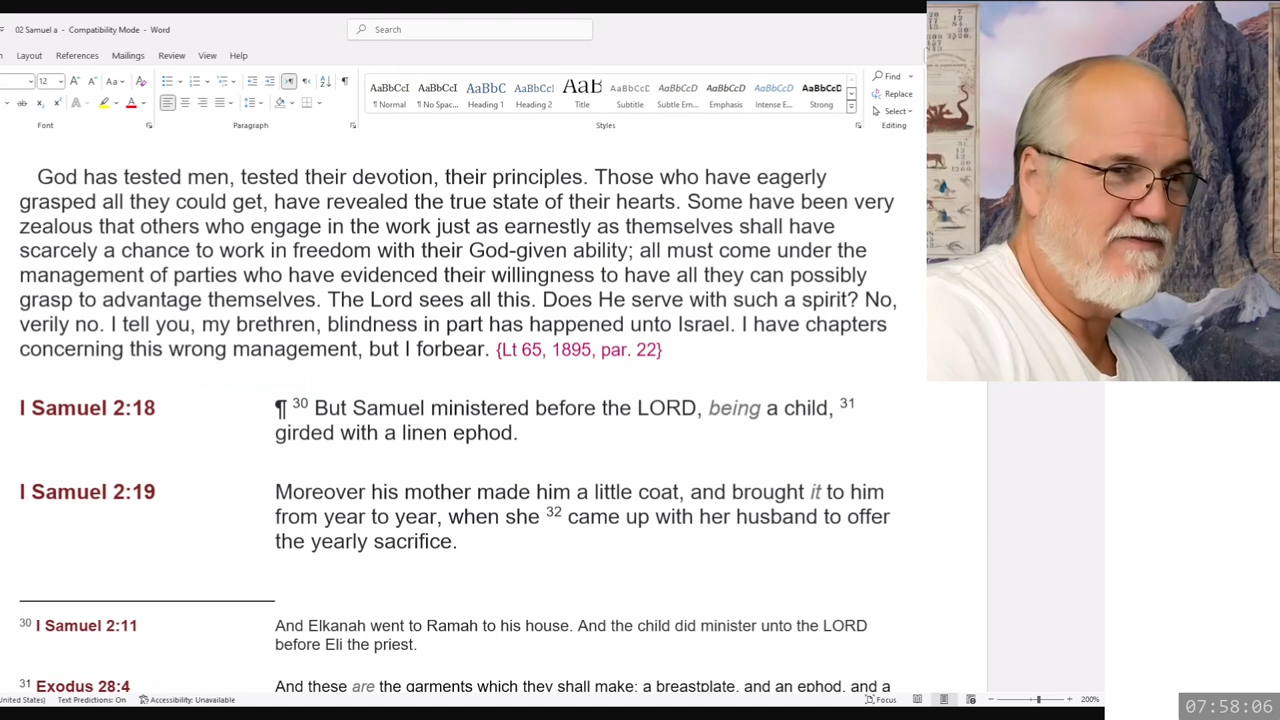 02 Samuel a - Compatibility Mode - Word
Search
Layout References Mailings Review View Help
12
Aa
¶ Normal ¶ No Spac... Heading 1 Heading 2 Title Subtitle Subtle Em... Emphasis Intense E... Strong
Find
Replace
Select
Font Paragraph Styles Editing
God has tested men, tested their devotion, their principles. Those who have eagerly
grasped all they could get, have revealed the true state of their hearts. Some have been very
zealous that others who engage in the work just as earnestly as themselves shall have
scarcely a chance to work in freedom with their God-given ability; all must come under the
management of parties who have evidenced their willingness to have all they can possibly
grasp to advantage themselves. The Lord sees all this. Does He serve with such a spirit? No,
verily no. I tell you, my brethren, blindness in part has happened unto Israel. I have chapters
concerning this wrong management, but I forbear. {Lt 65, 1895, par. 22}
I Samuel 2:18 ¶ 30 But Samuel ministered before the LORD, being a child, 31
girded with a linen ephod.
I Samuel 2:19 Moreover his mother made him a little coat, and brought it to him
from year to year, when she 32 came up with her husband to offer
the yearly sacrifice.
30 I Samuel 2:11 And Elkanah went to Ramah to his house. And the child did minister unto the LORD
before Eli the priest.
31 Exodus 28:4 And these are the garments which they shall make; a breastplate, and an ephod, and a
United States) Text Predictions: On Accessibility: Unavailable Focus 200%
07:58:06